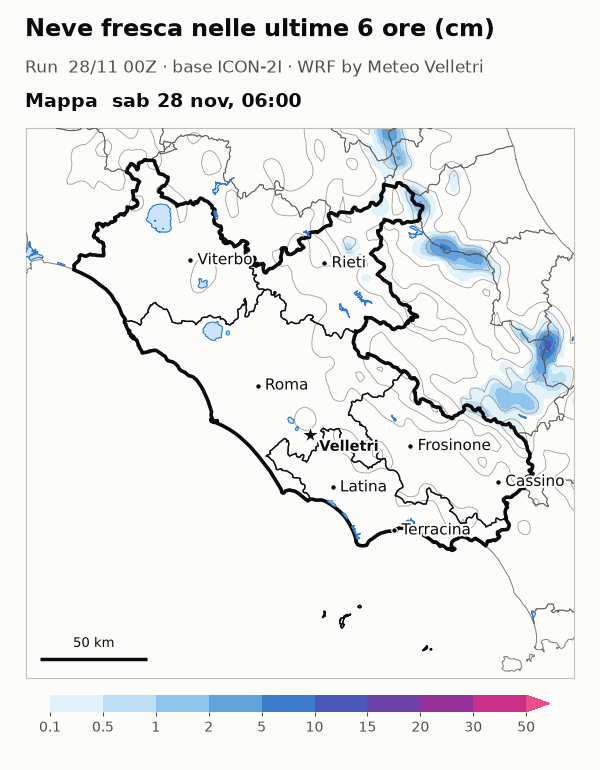 Neve fresca nelle ultime 6 ore (cm)
Run  28/11 00Z · base ICON-2I · WRF by Meteo Velletri
Mappa  sab 28 nov, 06:00
Viterbo
Rieti
Roma
Velletri
Frosinone
Latina
Cassino
Terracina
50 km
0.1 0.5 1 2 5 10 15 20 30 50